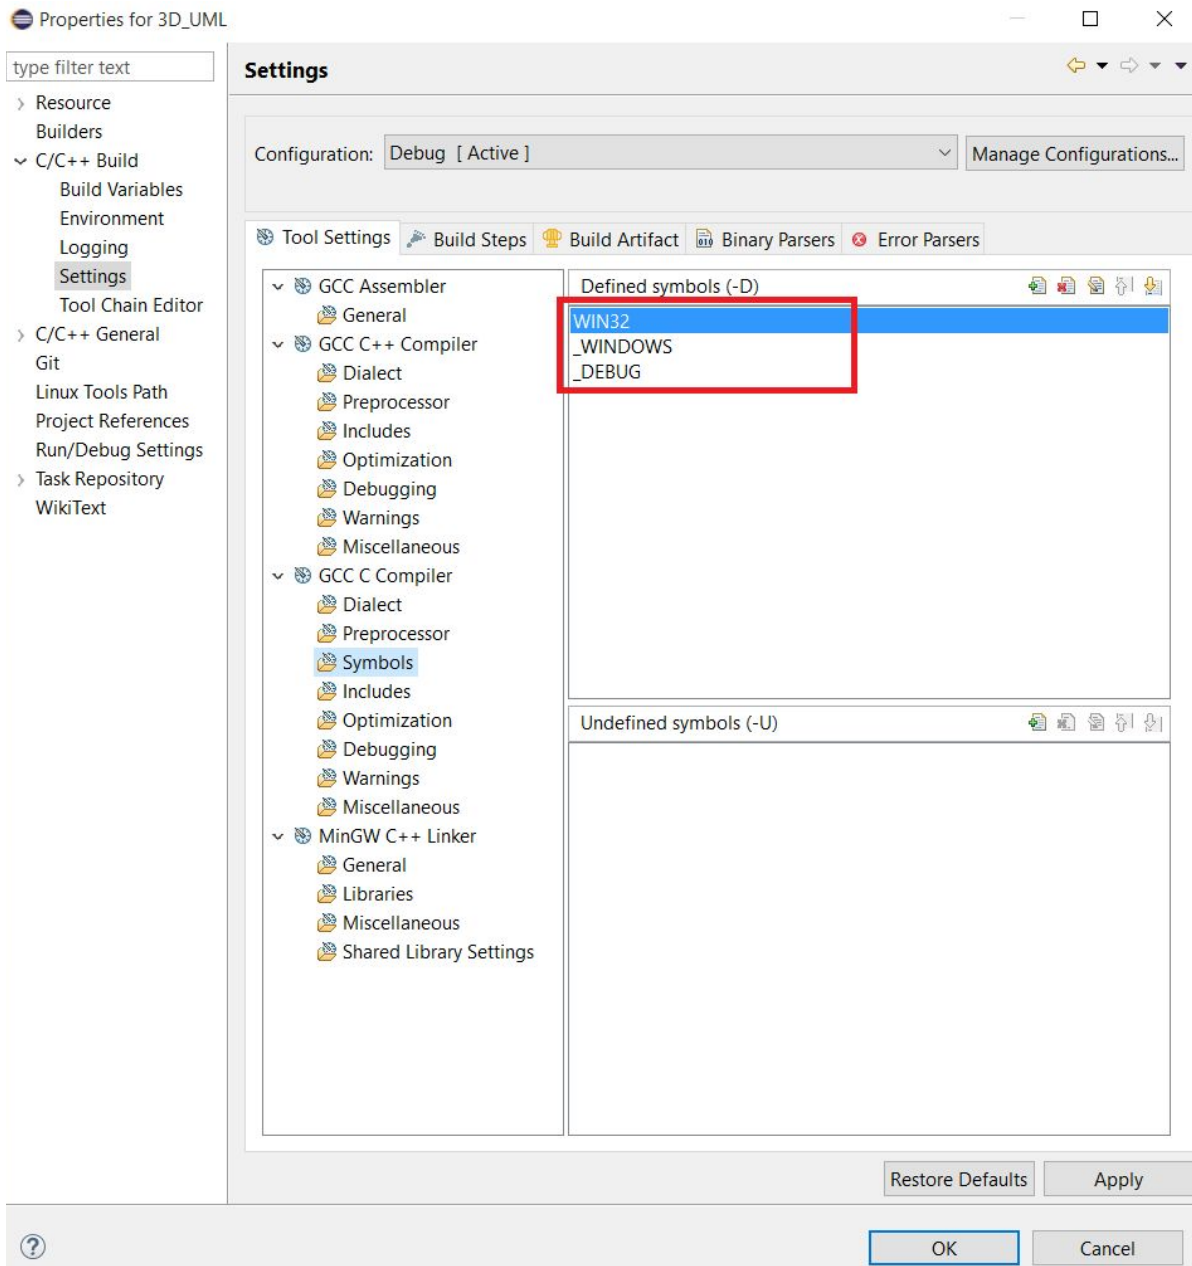 Properties for 3D_UML
type filter text
Resource
Builders
C/C++ Build
Build Variables
Environment
Logging
Settings
Tool Chain Editor
C/C++ General
Git
Linux Tools Path
Project References
Run/Debug Settings
Task Repository
WikiText
Settings
Configuration: Debug [ Active ] Manage Configurations...
Tool Settings Build Steps Build Artifact Binary Parsers Error Parsers
GCC Assembler
General
GCC C++ Compiler
Dialect
Preprocessor
Includes
Optimization
Debugging
Warnings
Miscellaneous
GCC C Compiler
Dialect
Preprocessor
Symbols
Includes
Optimization
Debugging
Warnings
Miscellaneous
MinGW C++ Linker
General
Libraries
Miscellaneous
Shared Library Settings
Defined symbols (-D)
WIN32
_WINDOWS
_DEBUG
Undefined symbols (-U)
Restore Defaults Apply
OK Cancel